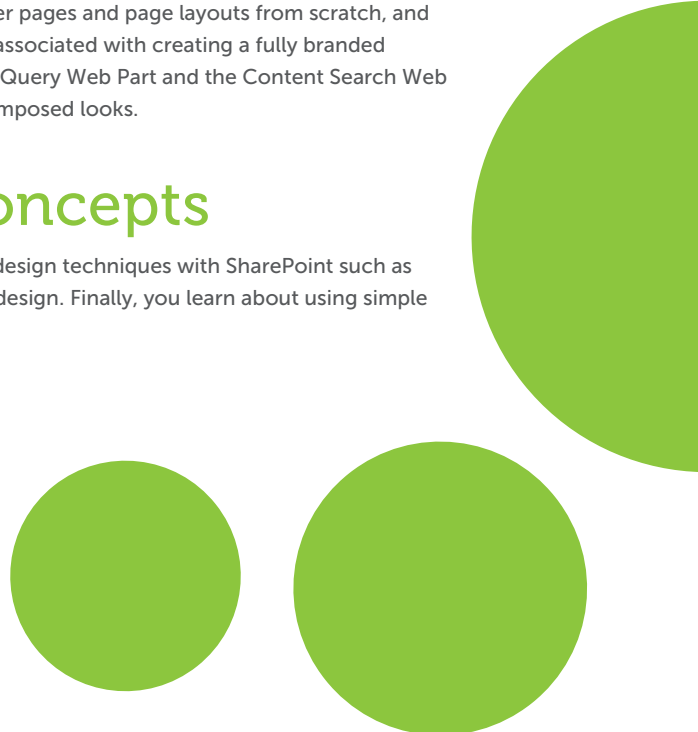 er pages and page layouts from scratch, and
associated with creating a fully branded
Query Web Part and the Content Search Web
mposed looks.
oncepts
design techniques with SharePoint such as
design. Finally, you learn about using simple